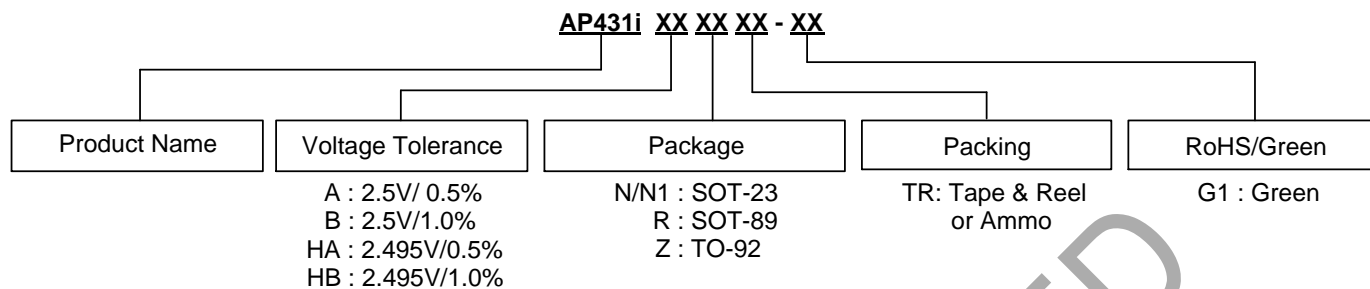 AP431i XX XX XX - XX
Product Name
Voltage Tolerance
Package
Packing
RoHS/Green
A : 2.5V/ 0.5%
B : 2.5V/1.0%
HA : 2.495V/0.5%
HB : 2.495V/1.0%
N/N1 : SOT-23
R : SOT-89
Z : TO-92
TR: Tape & Reel
or Ammo
G1 : Green